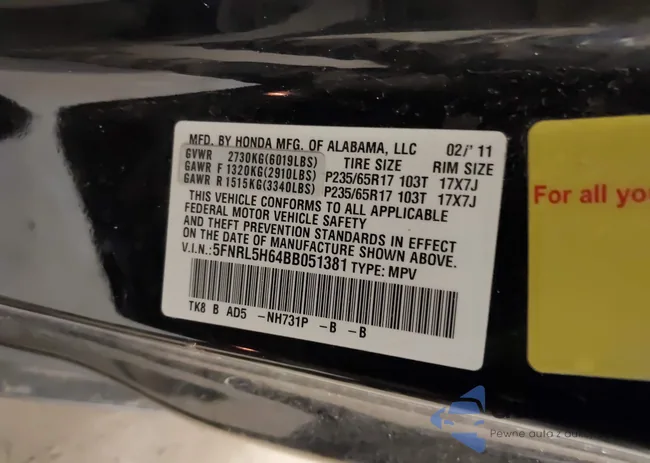 MFD. BY HONDA MFG. OF ALABAMA, LLC 02/' 11
GVWR 2730KG(6019LBS) TIRE SIZE RIM SIZE
GAWR F 1320KG(2910LBS) P235/65R17 103T 17X7J
GAWR R 1515KG(3340LBS) P235/65R17 103T 17X7J
THIS VEHICLE CONFORMS TO ALL APPLICABLE
FEDERAL MOTOR VEHICLE SAFETY
AND THEFT PREVENTION STANDARDS IN EFFECT
ON THE DATE OF MANUFACTURE SHOWN ABOVE.
V.I.N.: 5FNRL5H64BB051381 TYPE: MPV
TK8 B AD5 -NH731P -B -B
For all yo
Pewne auta z